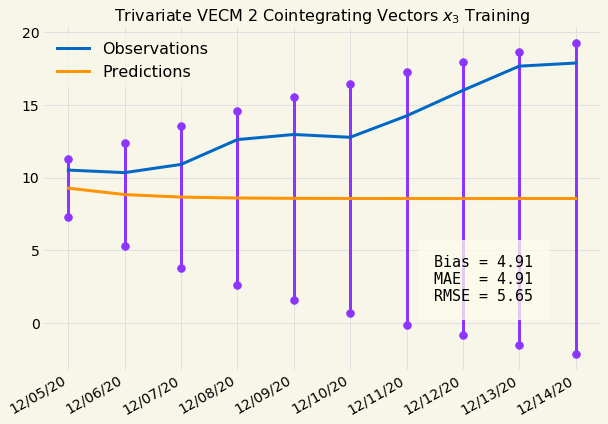 Trivariate VECM 2 Cointegrating Vectors x₃ Training
Observations
Predictions
20
15
10
5
0
Bias = 4.91
MAE  = 4.91
RMSE = 5.65
12/05/20
12/06/20
12/07/20
12/08/20
12/09/20
12/10/20
12/11/20
12/12/20
12/13/20
12/14/20